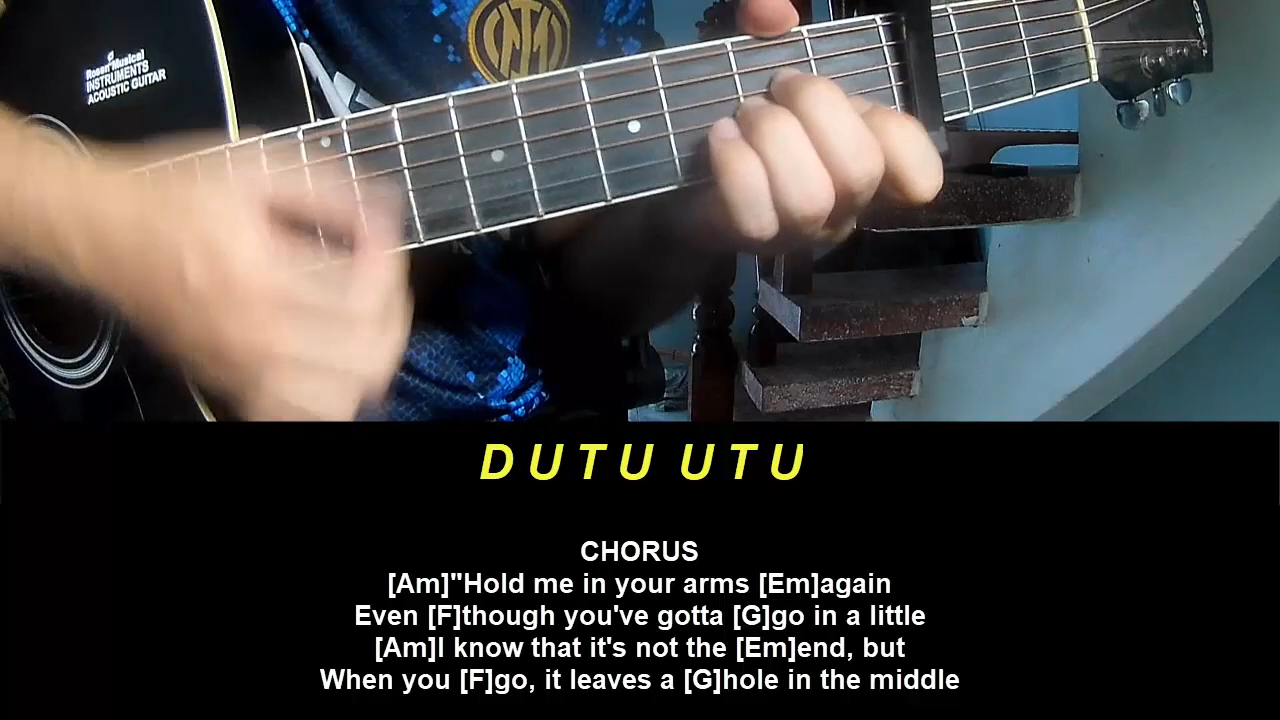 Rosen Musical
INSTRUMENTS
ACOUSTIC GUITAR
D U T U U T U
CHORUS
[Am]"Hold me in your arms [Em]again
Even [F]though you've gotta [G]go in a little
[Am]I know that it's not the [Em]end, but
When you [F]go, it leaves a [G]hole in the middle